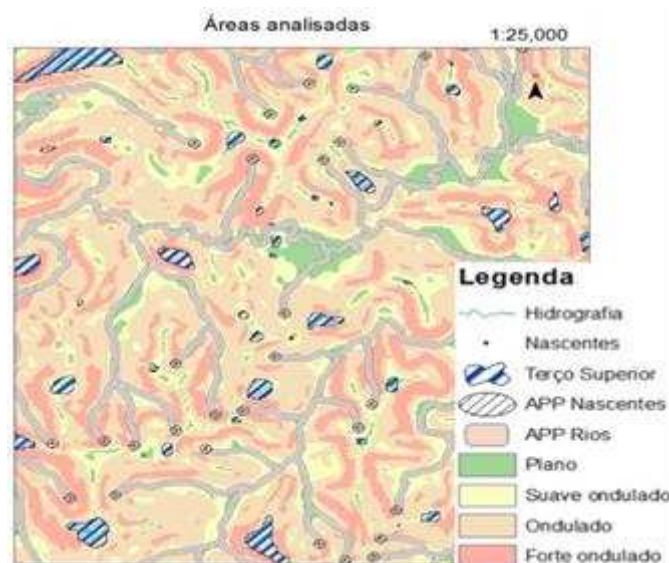 Áreas analisadas
1:25,000
Legenda
Hidrografia
Nascentes
Terço Superior
APP Nascentes
APP Rios
Plano
Suave ondulado
Ondulado
Forte ondulado